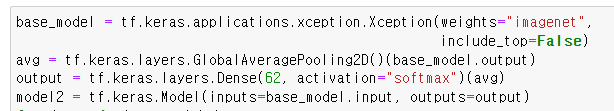 base_model = tf.keras.applications.xception.Xception(weights="imagenet",
include_top=False)
avg = tf.keras.layers.GlobalAveragePooling2D()(base_model.output)
output = tf.keras.layers.Dense(62, activation="softmax")(avg)
model2 = tf.keras.Model(inputs=base_model.input, outputs=output)